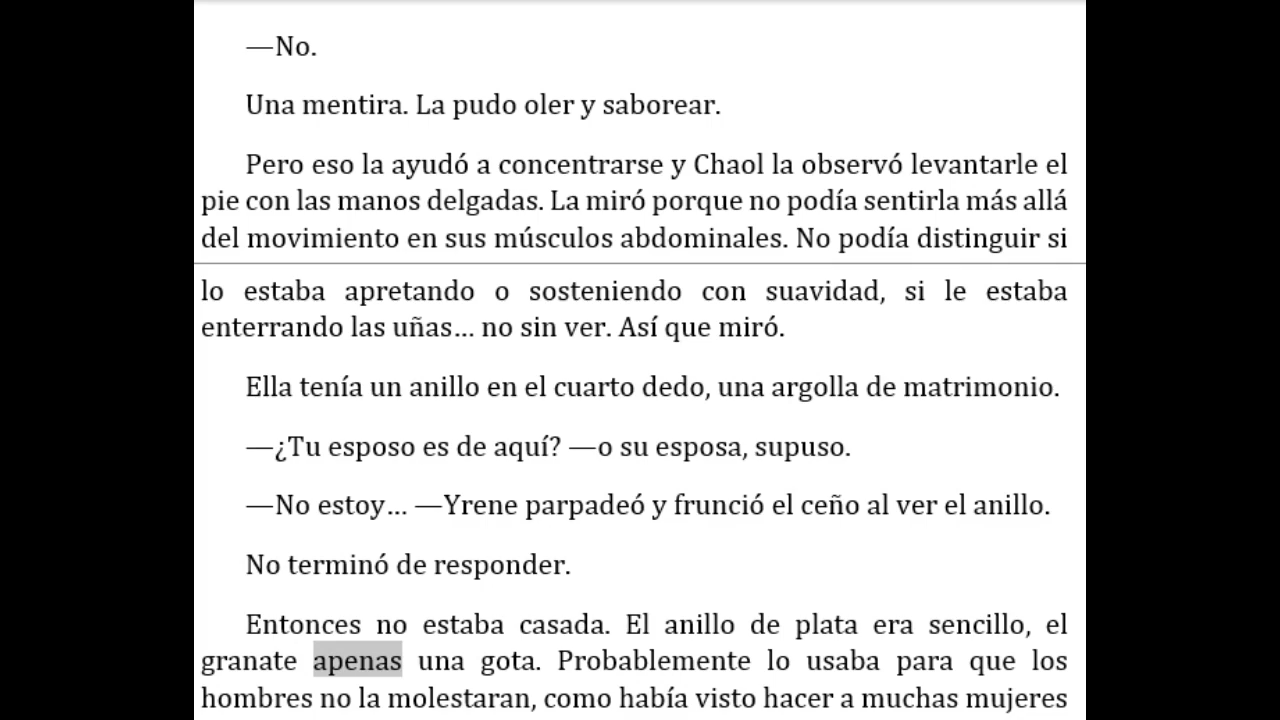 —No.
Una mentira. La pudo oler y saborear.
Pero eso la ayudó a concentrarse y Chaol la observó levantarle el
pie con las manos delgadas. La miró porque no podía sentirla más allá
del movimiento en sus músculos abdominales. No podía distinguir si
lo estaba apretando o sosteniendo con suavidad, si le estaba
enterrando las uñas... no sin ver. Así que miró.
Ella tenía un anillo en el cuarto dedo, una argolla de matrimonio.
—¿Tu esposo es de aquí? —o su esposa, supuso.
—No estoy... —Yrene parpadeó y frunció el ceño al ver el anillo.
No terminó de responder.
Entonces no estaba casada. El anillo de plata era sencillo, el
granate apenas una gota. Probablemente lo usaba para que los
hombres no la molestaran, como había visto hacer a muchas mujeres